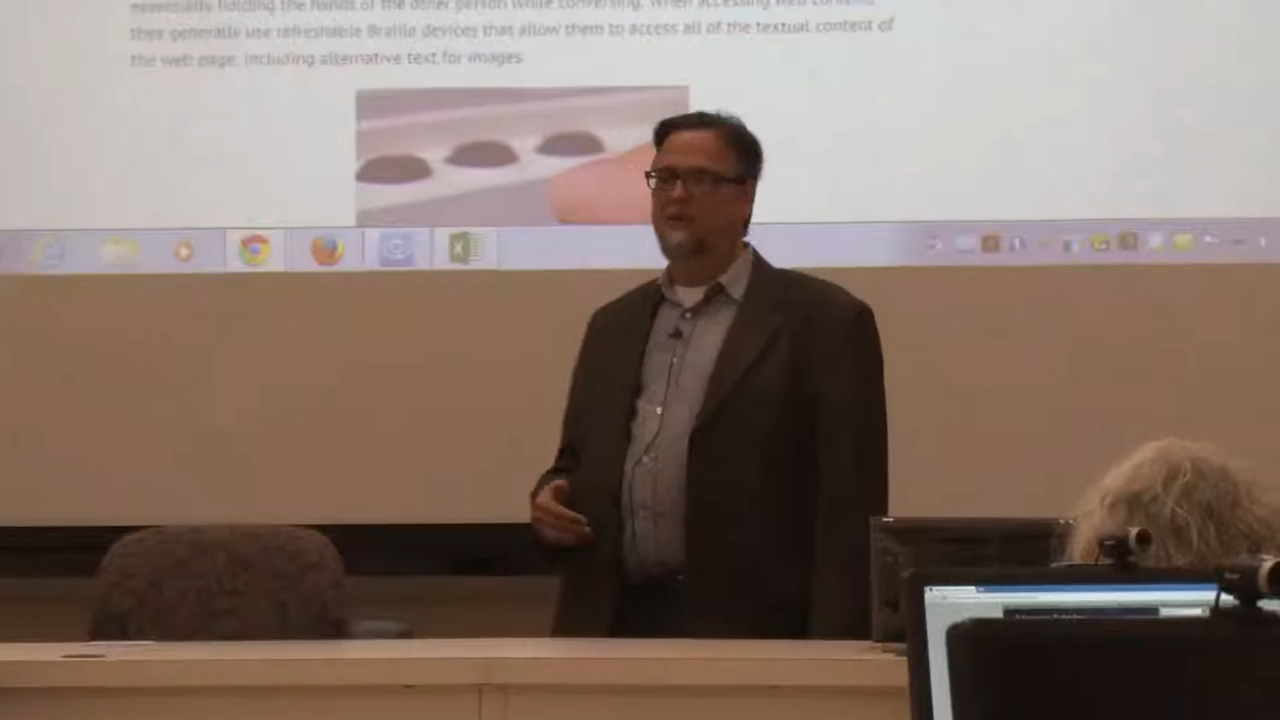 essentially holding the hands of the other person while conversing. When accessing web content
they generally use refreshable Braille devices that allow them to access all of the textual content of
the web page, including alternative text for images.